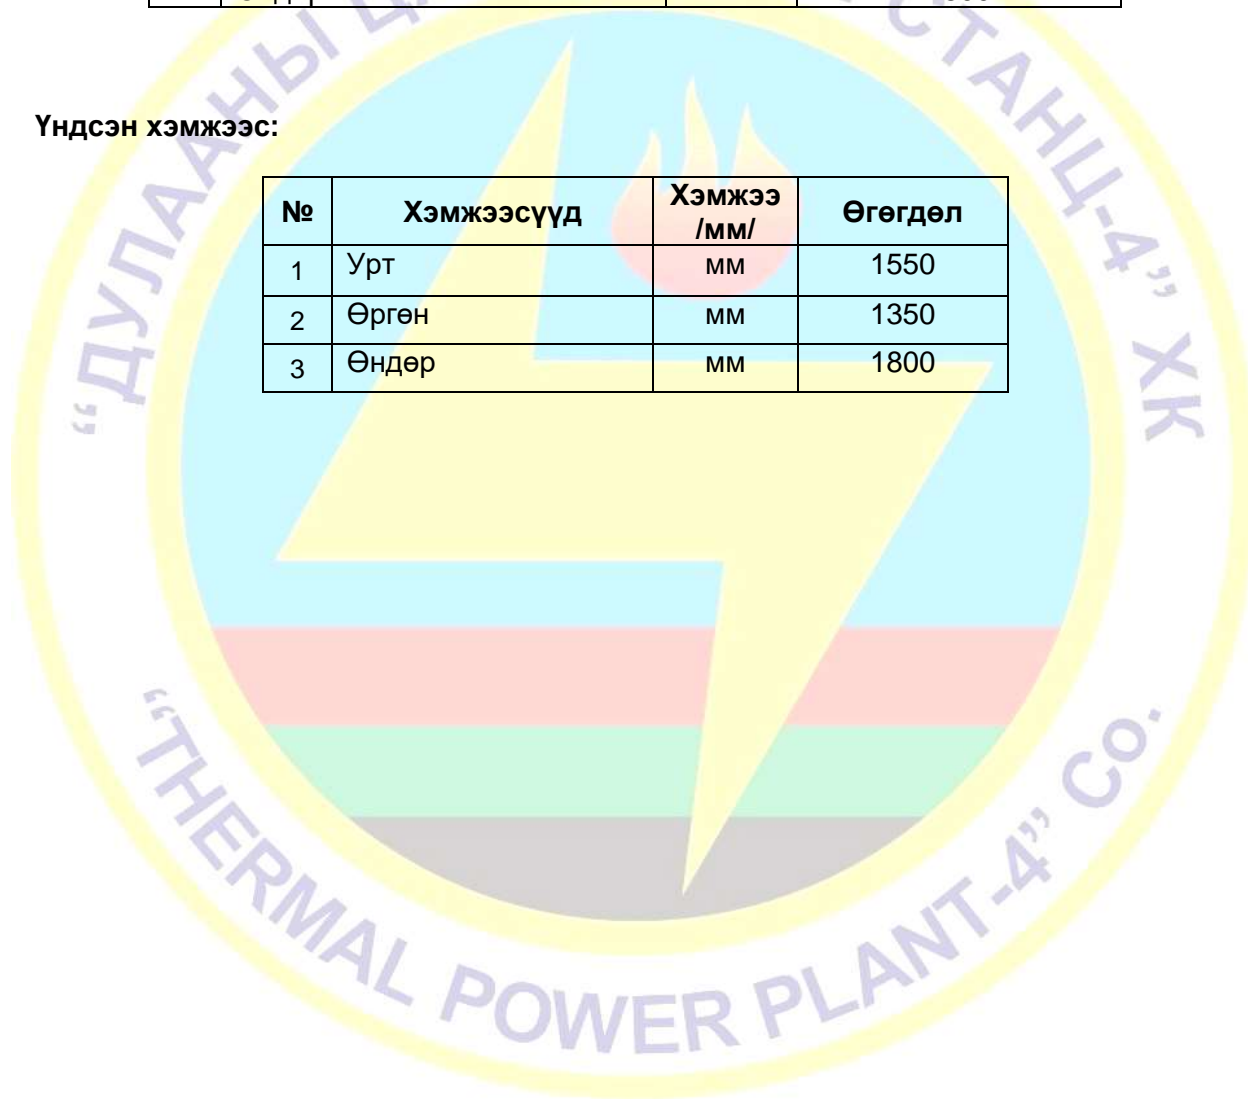 Үндсэн хэмжээс:
№ Хэмжээсүүд Хэмжээ /мм/ Өгөгдөл
1 Урт мм 1550
2 Өргөн мм 1350
3 Өндөр мм 1800
“ДУЛААНЫ СТАНЦ-4” ХК
“THERMAL POWER PLANT-4” Co.